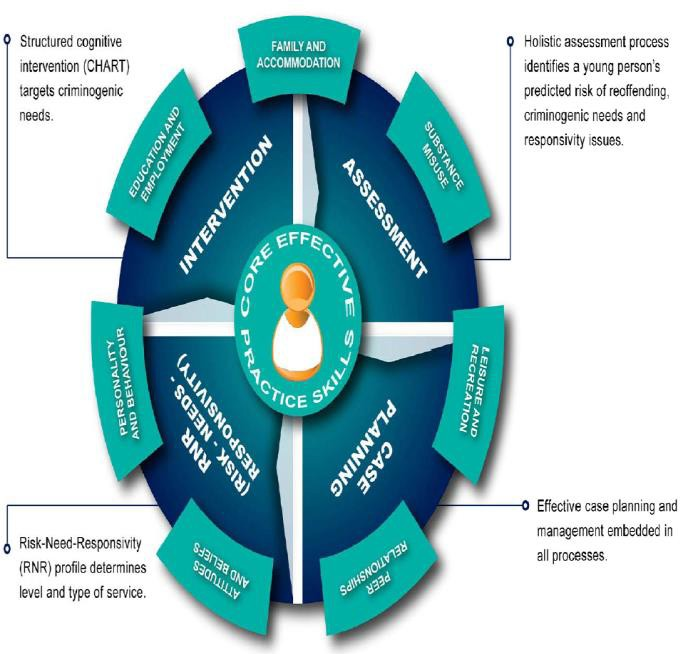 FAMILY AND
ACCOMMODATION
Structured cognitive
intervention (CHART)
targets criminogenic
needs.
Holistic assessment process
identifies a young person's
predicted risk of reoffending,
criminogenic needs and
responsivity issues.
EDUCATION AND
EMPLOYMENT
SUBSTANCE
MISUSE
INTERVENTION
ASSESSMENT
CORE EFFECTIVE
PRACTICE SKILLS
PERSONALITY
AND BEHAVIOUR
LEISURE AND
RECREATION
RNR
(RISK - NEEDS -
RESPONSIVITY)
CASE
PLANNING
Risk-Need-Responsivity
(RNR) profile determines
level and type of service.
ATTITUDES
AND BELIEFS
PEER
RELATIONSHIPS
Effective case planning and
management embedded in
all processes.